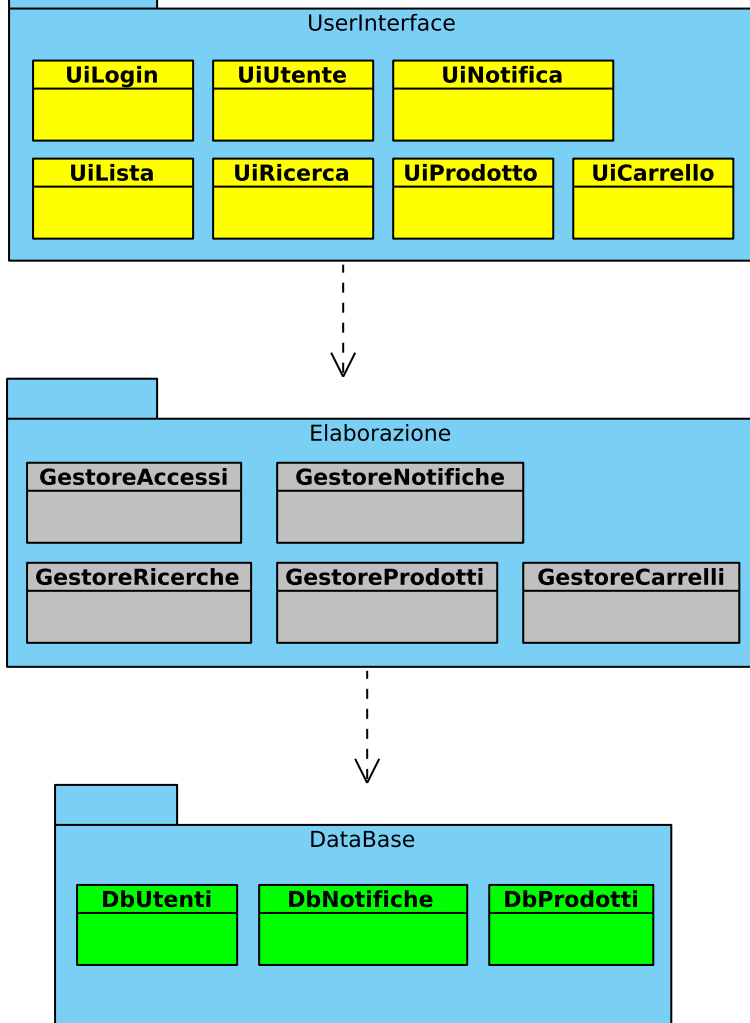 UserInterface
UiLogin UiUtente UiNotifica
UiLista UiRicerca UiProdotto UiCarrello
Elaborazione
GestoreAccessi GestoreNotifiche
GestoreRicerche GestoreProdotti GestoreCarrelli
DataBase
DbUtenti DbNotifiche DbProdotti